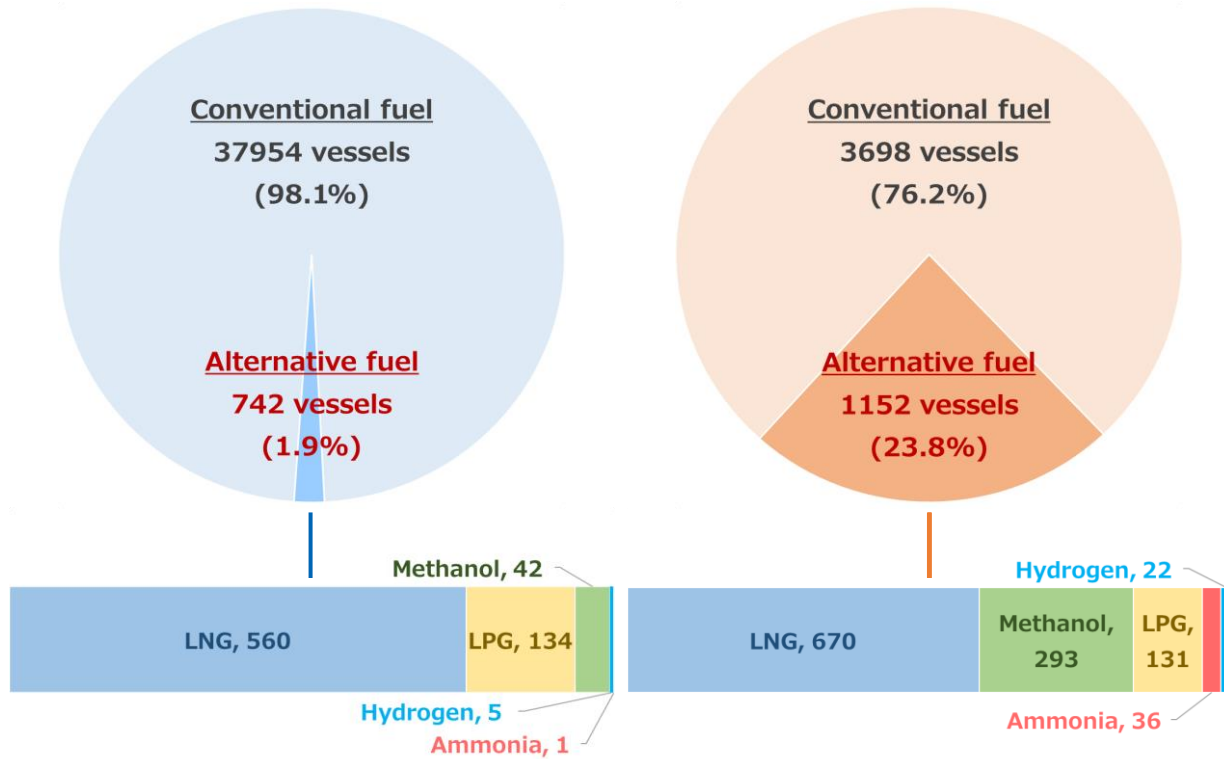 Conventional fuel
37954 vessels
(98.1%)
Alternative fuel
742 vessels
(1.9%)
Methanol, 42
LNG, 560
LPG, 134
Hydrogen, 5
Ammonia, 1
Conventional fuel
3698 vessels
(76.2%)
Alternative fuel
1152 vessels
(23.8%)
Hydrogen, 22
LNG, 670
Methanol,
293
LPG,
131
Ammonia, 36